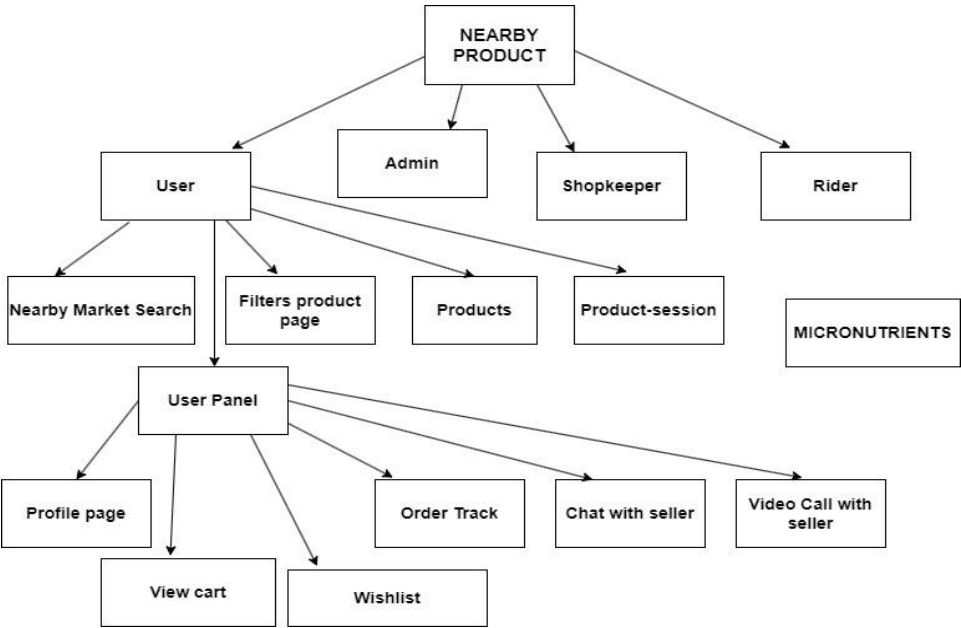 NEARBY
PRODUCT
Admin
User
Shopkeeper
Rider
Nearby Market Search
Filters product
page
Products
Product-session
MICRONUTRIENTS
User Panel
Profile page
Order Track
Chat with seller
Video Call with
seller
View cart
Wishlist